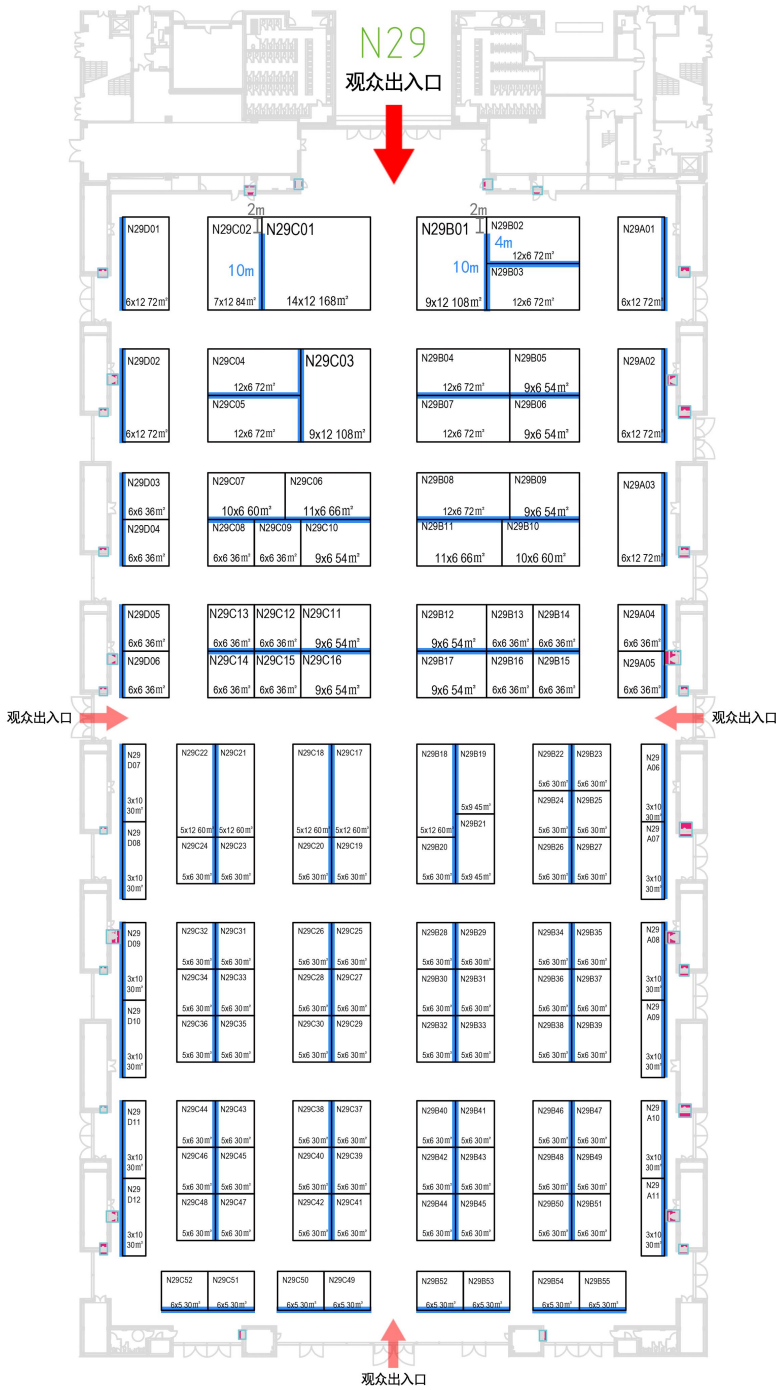 N29
观众出入口
2m
2m
N29D01
N29C02
N29C01
N29B01
N29B02
N29A01
4m
12x6 72m²
10m
10m
N29B03
6x12 72m²
7x12 84m²
14x12 168m²
9x12 108m²
12x6 72m²
6x12 72m²
N29D02
N29C04
N29C03
N29B04
N29B05
N29A02
12x6 72m²
12x6 72m²
9x6 54m²
N29C05
N29B07
N29B06
6x12 72m²
12x6 72m²
9x12 108m²
12x6 72m²
9x6 54m²
6x12 72m²
N29D03
N29C07
N29C06
N29B08
N29B09
N29A03
6x6 36m²
10x6 60m²
11x6 66m²
12x6 72m²
9x6 54m²
N29D04
N29C08
N29C09
N29C10
N29B11
N29B10
6x6 36m²
6x6 36m²
6x6 36m²
9x6 54m²
11x6 66m²
10x6 60m²
6x12 72m²
N29D05
N29C13
N29C12
N29C11
N29B12
N29B13
N29B14
N29A04
6x6 36m²
6x6 36m²
6x6 36m²
9x6 54m²
9x6 54m²
6x6 36m²
6x6 36m²
6x6 36m²
N29D06
N29C14
N29C15
N29C16
N29B17
N29B16
N29B15
N29A05
6x6 36m²
6x6 36m²
6x6 36m²
9x6 54m²
9x6 54m²
6x6 36m²
6x6 36m²
6x6 36m²
观众出入口
观众出入口
N29
D07
N29C22
N29C21
N29C18
N29C17
N29B18
N29B19
N29B22
N29B23
N29
A06
5x6 30m²
5x6 30m²
3x10
30m²
5x9 45m²
N29B24
N29B25
3x10
30m²
N29
D08
5x12 60m²
5x12 60m²
5x12 60m²
5x12 60m²
5x12 60m²
N29B21
5x6 30m²
5x6 30m²
N29
A07
N29C24
N29C23
N29C20
N29C19
N29B20
N29B26
N29B27
3x10
30m²
5x6 30m²
5x6 30m²
5x6 30m²
5x6 30m²
5x6 30m²
5x9 45m²
5x6 30m²
5x6 30m²
3x10
30m²
N29
D09
N29C32
N29C31
N29C26
N29C25
N29B28
N29B29
N29B34
N29B35
N29
A08
5x6 30m²
5x6 30m²
5x6 30m²
5x6 30m²
5x6 30m²
5x6 30m²
5x6 30m²
5x6 30m²
3x10
30m²
N29C34
N29C33
N29C28
N29C27
N29B30
N29B31
N29B36
N29B37
3x10
30m²
N29
D10
5x6 30m²
5x6 30m²
5x6 30m²
5x6 30m²
5x6 30m²
5x6 30m²
5x6 30m²
5x6 30m²
N29
A09
N29C36
N29C35
N29C30
N29C29
N29B32
N29B33
N29B38
N29B39
3x10
30m²
5x6 30m²
5x6 30m²
5x6 30m²
5x6 30m²
5x6 30m²
5x6 30m²
5x6 30m²
5x6 30m²
3x10
30m²
N29
D11
N29C44
N29C43
N29C38
N29C37
N29B40
N29B41
N29B46
N29B47
N29
A10
5x6 30m²
5x6 30m²
5x6 30m²
5x6 30m²
5x6 30m²
5x6 30m²
5x6 30m²
5x6 30m²
3x10
30m²
N29C46
N29C45
N29C40
N29C39
N29B42
N29B43
N29B48
N29B49
3x10
30m²
N29
D12
5x6 30m²
5x6 30m²
5x6 30m²
5x6 30m²
5x6 30m²
5x6 30m²
5x6 30m²
5x6 30m²
N29
A11
N29C48
N29C47
N29C42
N29C41
N29B44
N29B45
N29B50
N29B51
3x10
30m²
5x6 30m²
5x6 30m²
5x6 30m²
5x6 30m²
5x6 30m²
5x6 30m²
5x6 30m²
5x6 30m²
3x10
30m²
N29C52
N29C51
N29C50
N29C49
N29B52
N29B53
N29B54
N29B55
6x5 30m²
6x5 30m²
6x5 30m²
6x5 30m²
6x5 30m²
6x5 30m²
6x5 30m²
6x5 30m²
观众出入口